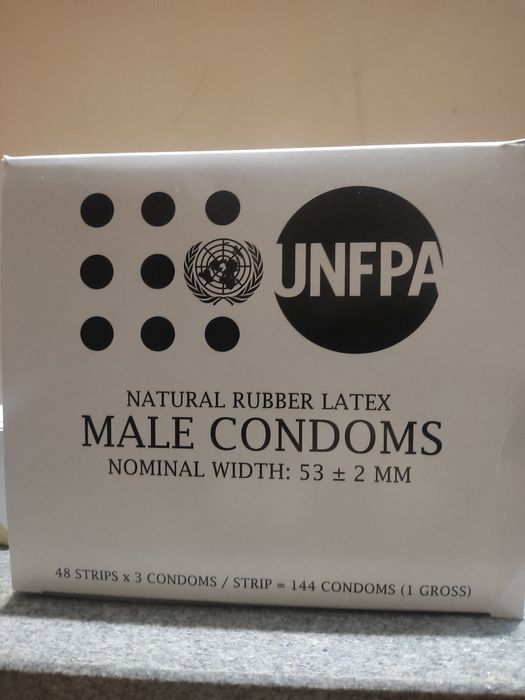 UNFPA
NATURAL RUBBER LATEX
MALE CONDOMS
NOMINAL WIDTH: 53 ± 2 MM
48 STRIPS x 3 CONDOMS / STRIP = 144 CONDOMS (1 GROSS)